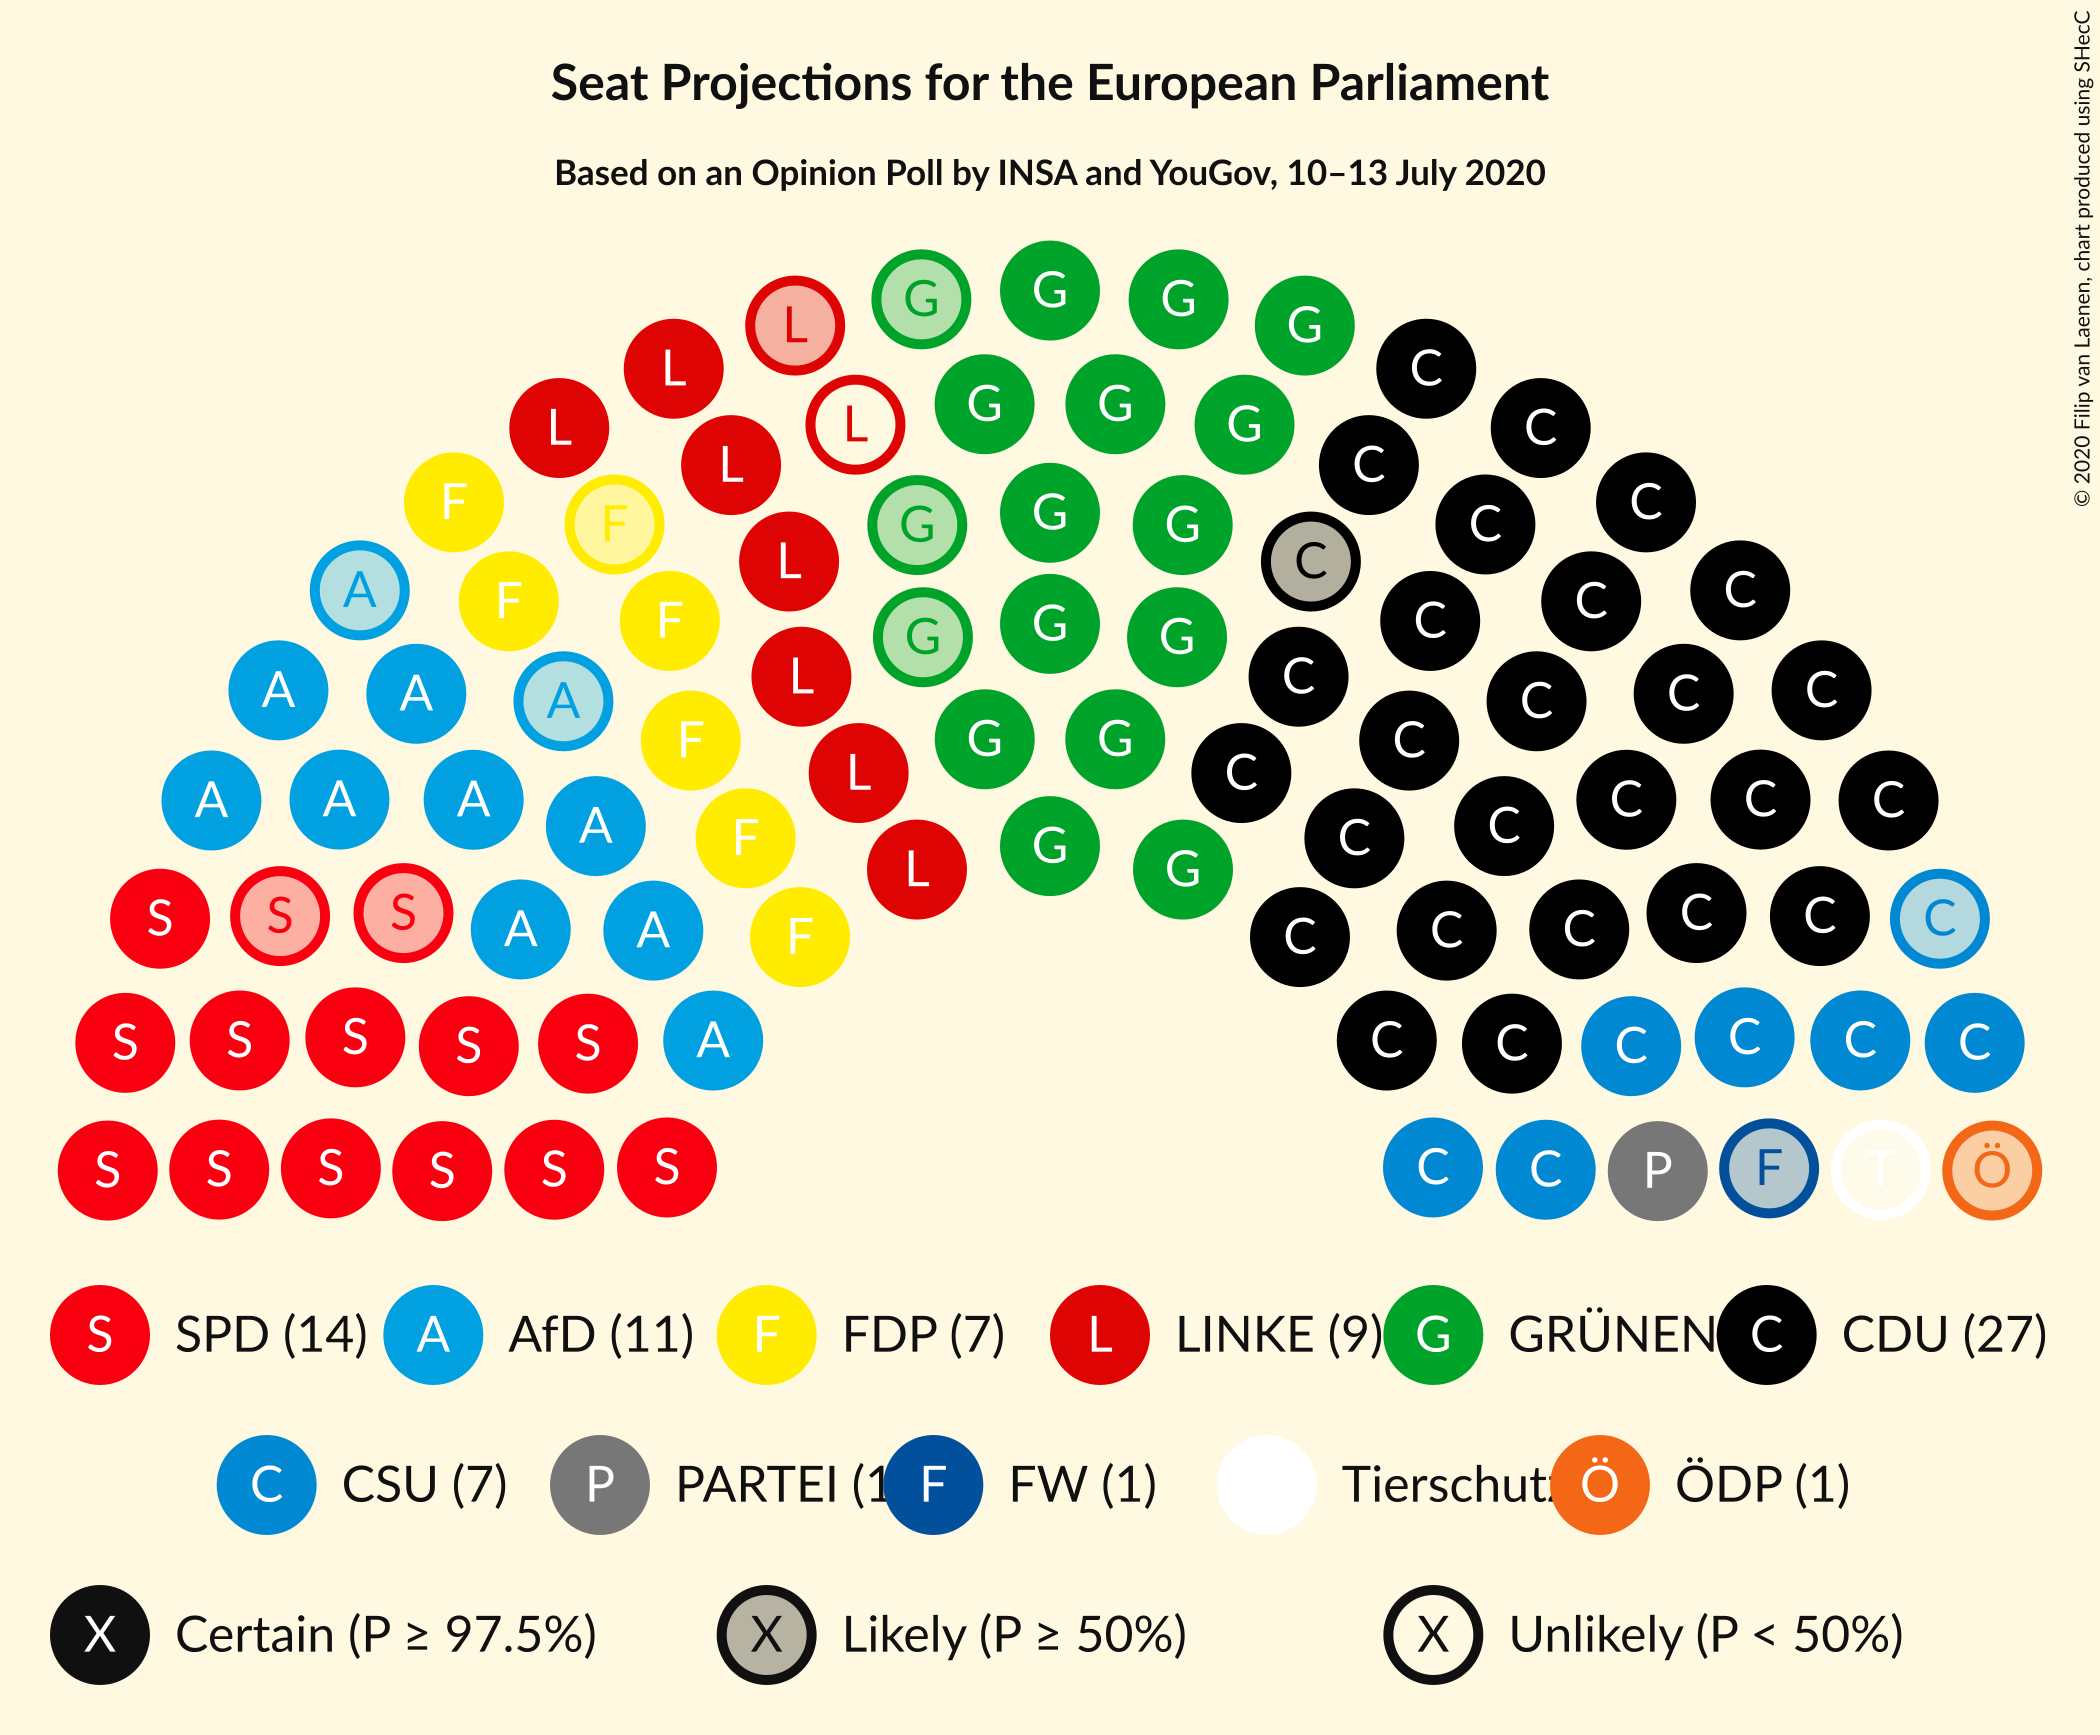 Seat Projections for the European Parliament
Based on an Opinion Poll by INSA and YouGov, 10–13 July 2020
© 2020 Filip van Laenen, chart produced using SHecC
G G G G
L G
L C
G G G
L L C
L C C
F G G C C
F F L G C C C
A F F G G G C C C C
A A A F L C C C C C
F G G C
A A A A L C C C C C
F G G C
S S S A A F L C C C C C C
S S S S S A C C C C C C
S S S S S S C C P F T Ö
S SPD (14) A AfD (11) F FDP (7) L LINKE (9) G GRÜNEN C CDU (27)
C CSU (7) P PARTEI (1 F FW (1) Tierschutz Ö ÖDP (1)
X Certain (P ≥ 97.5%) X Likely (P ≥ 50%) X Unlikely (P < 50%)